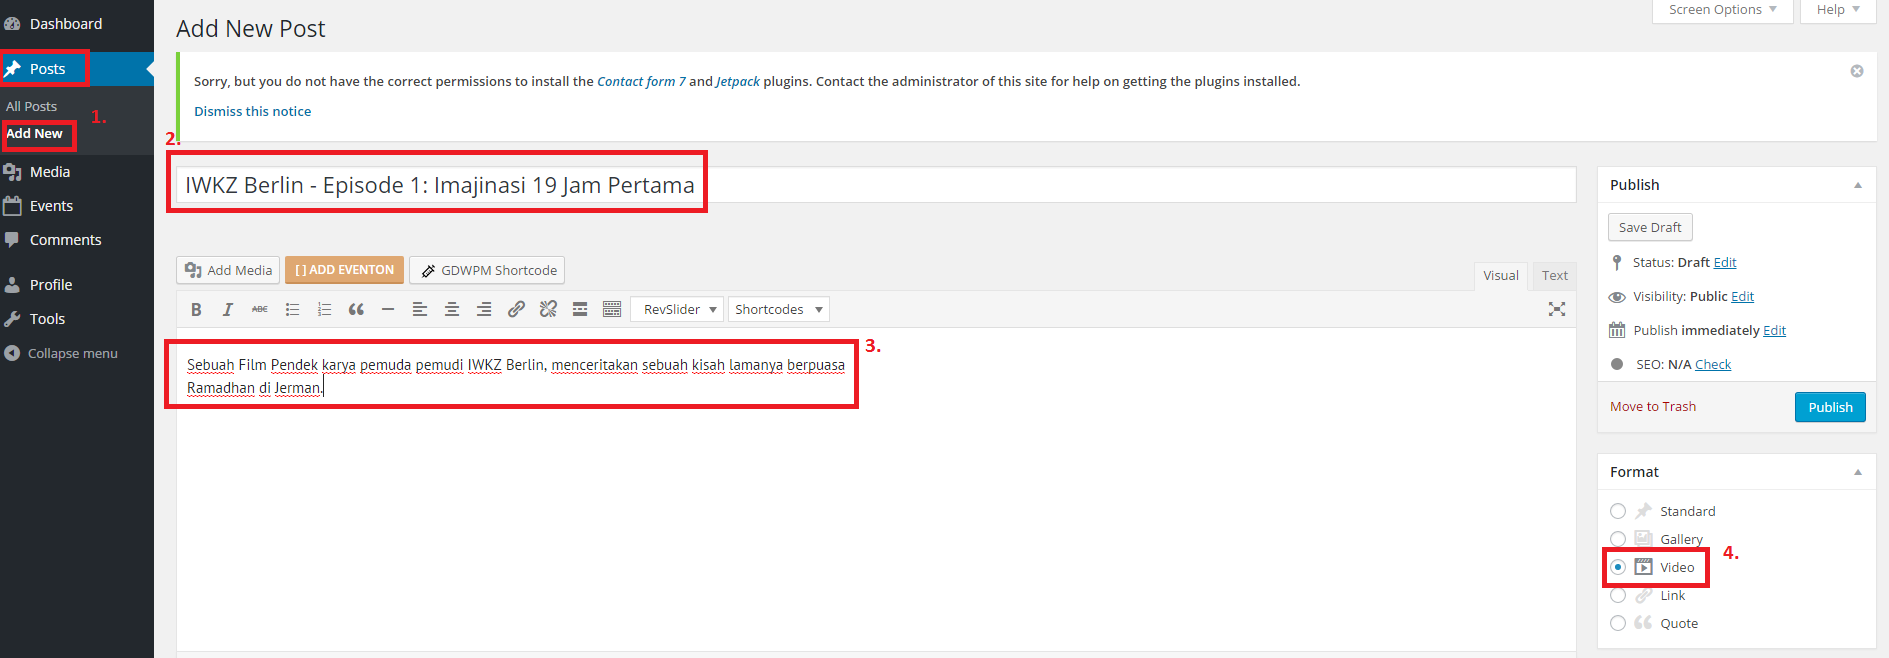 Dashboard
Posts
All Posts
Add New
1.
Media
Events
Comments
Profile
Tools
Collapse menu
Screen Options
Help
Add New Post
Sorry, but you do not have the correct permissions to install the Contact form 7 and Jetpack plugins. Contact the administrator of this site for help on getting the plugins installed.
Dismiss this notice
2.
IWKZ Berlin - Episode 1: Imajinasi 19 Jam Pertama
Add Media
[ ] ADD EVENTON
GDWPM Shortcode
Visual
Text
B I ABC
RevSlider
Shortcodes
3.
Sebuah Film Pendek karya pemuda pemudi IWKZ Berlin, menceritakan sebuah kisah lamanya berpuasa
Ramadhan di Jerman.
Publish
Save Draft
Status: Draft Edit
Visibility: Public Edit
Publish immediately Edit
SEO: N/A Check
Move to Trash
Publish
Format
Standard
Gallery
4.
Video
Link
Quote